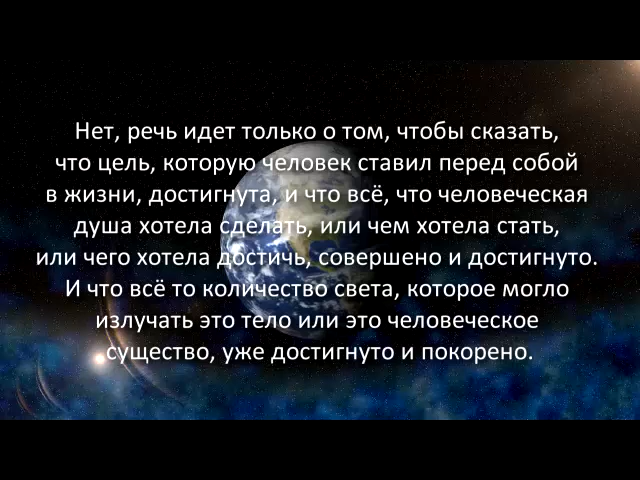 Нет, речь идет только о том, чтобы сказать,
что цель, которую человек ставил перед собой
в жизни, достигнута, и что всё, что человеческая
душа хотела сделать, или чем хотела стать,
или чего хотела достичь, совершено и достигнуто.
И что всё то количество света, которое могло
излучать это тело или это человеческое
существо, уже достигнуто и покорено.